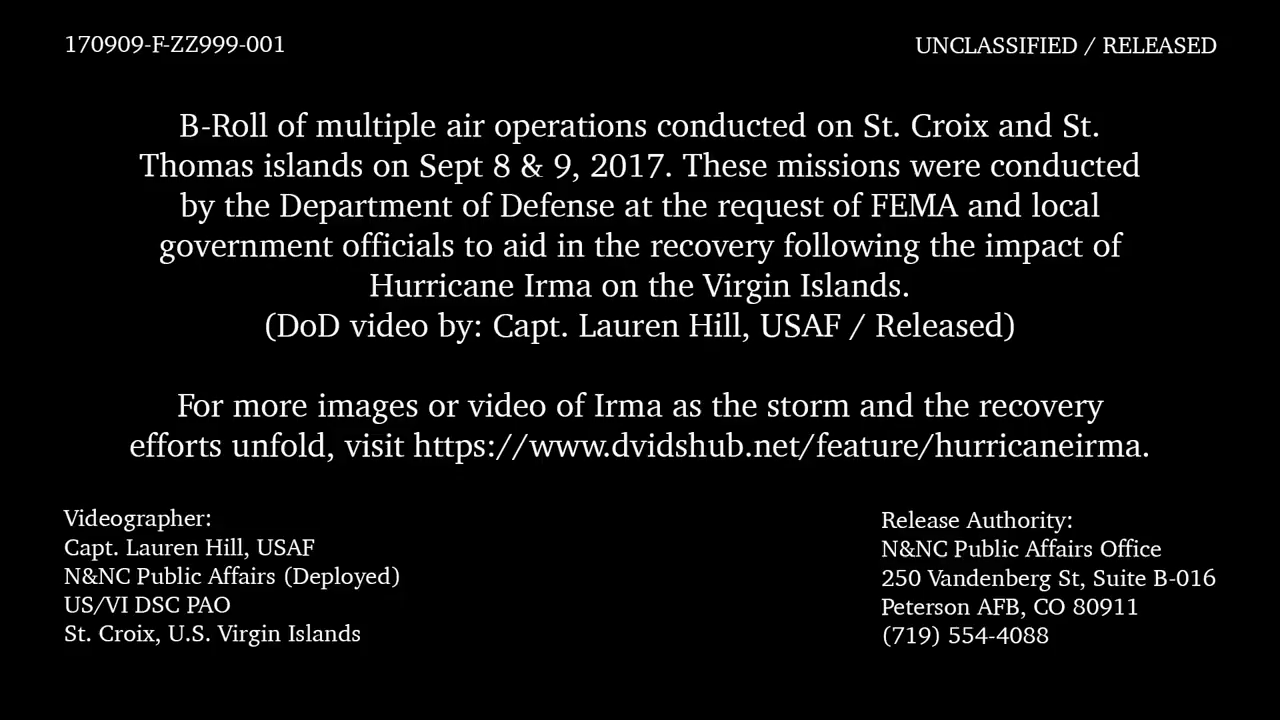 170909-F-ZZ999-001
UNCLASSIFIED / RELEASED
B-Roll of multiple air operations conducted on St. Croix and St.
Thomas islands on Sept 8 & 9, 2017. These missions were conducted
by the Department of Defense at the request of FEMA and local
government officials to aid in the recovery following the impact of
Hurricane Irma on the Virgin Islands.
(DoD video by: Capt. Lauren Hill, USAF / Released)
For more images or video of Irma as the storm and the recovery
efforts unfold, visit https://www.dvidshub.net/feature/hurricaneirma.
Videographer:
Capt. Lauren Hill, USAF
N&NC Public Affairs (Deployed)
US/VI DSC PAO
St. Croix, U.S. Virgin Islands
Release Authority:
N&NC Public Affairs Office
250 Vandenberg St, Suite B-016
Peterson AFB, CO 80911
(719) 554-4088